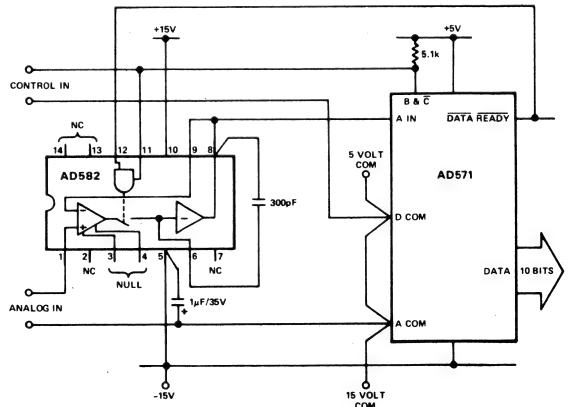 +15V
+5V
5.1k
CONTROL IN
B & C
A IN
DATA READY
NC
14 13 12 11 10 9 8
AD582
300pF
5 VOLT
COM
AD571
D COM
1 2 3 4 5 6 7
NC
NULL
NC
DATA
10 BITS
ANALOG IN
1µF/35V
+
A COM
-15V
15 VOLT
COM